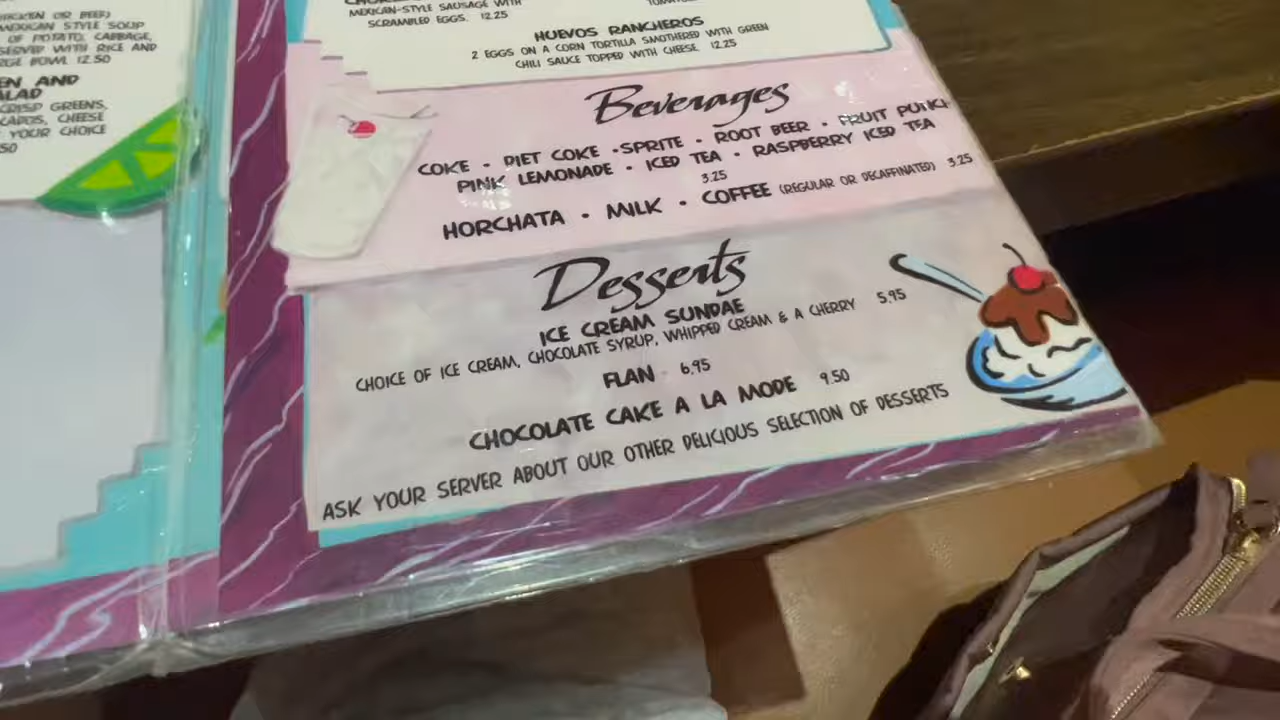 OR BEER)
MEXICAN STYLE SOUP
OF POTATO, CABBAGE,
SERVED WITH RICE AND
BOWL 12.50
AND
CRISP GREENS,
CHEESE
YOUR CHOICE
50
MEXICAN-STYLE SAUSAGE WITH
SCRAMBLED EGGS. 12.25
HUEVOS RANCHEROS
2 EGGS ON A CORN TORTILLA SMOTHERED WITH GREEN
CHILI SAUCE TOPPED WITH CHEESE. 12.25
Beverages
COKE • DIET COKE •SPRITE • ROOT BEER • FRUIT PUNCH
PINK LEMONADE • ICED TEA • RASPBERRY ICED TEA
3.25
HORCHATA • MILK • COFFEE (REGULAR OR DECAFFINATED) 3.25
Desserts
ICE CREAM SUNDAE
CHOICE OF ICE CREAM, CHOCOLATE SYRUP, WHIPPED CREAM & A CHERRY 5.95
FLAN 6.95
CHOCOLATE CAKE A LA MODE 9.50
ASK YOUR SERVER ABOUT OUR OTHER DELICIOUS SELECTION OF DESSERTS